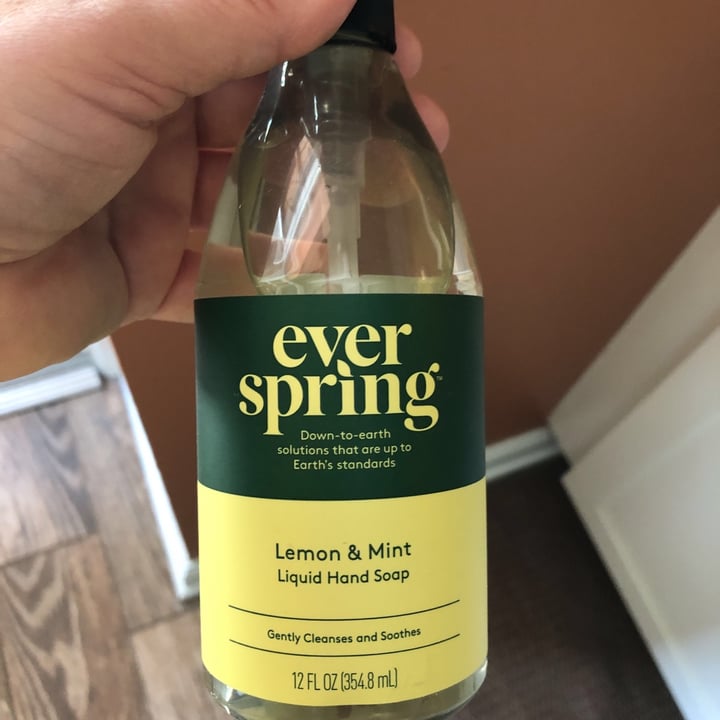 ever
spring™
Down-to-earth
solutions that are up to
Earth's standards
Lemon & Mint
Liquid Hand Soap
Gently Cleanses and Soothes
12 FL OZ (354.8 mL)